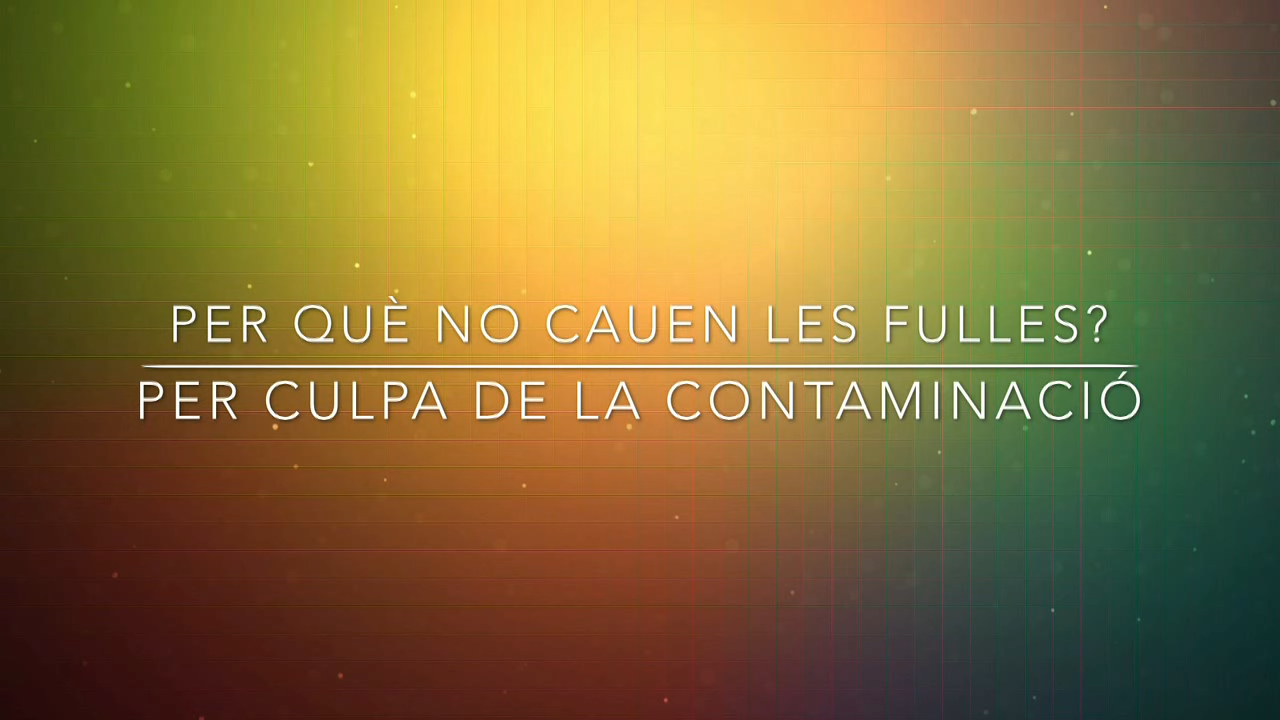 PER QUÈ NO CAUEN LES FULLES?
PER CULPA DE LA CONTAMINACIÓ